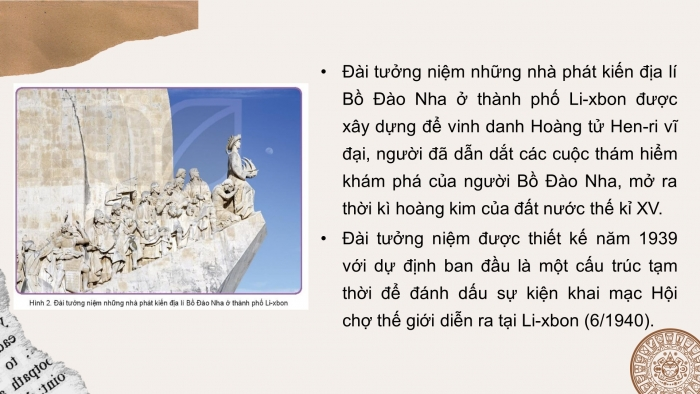 • Đài tưởng niệm những nhà phát kiến địa lí
Bồ Đào Nha ở thành phố Li-xbon được
xây dựng để vinh danh Hoàng tử Hen-ri vĩ
đại, người đã dẫn dắt các cuộc thám hiểm
khám phá của người Bồ Đào Nha, mở ra
thời kì hoàng kim của đất nước thế kỉ XV.
• Đài tưởng niệm được thiết kế năm 1939
với dự định ban đầu là một cấu trúc tạm
thời để đánh dấu sự kiện khai mạc Hội
chợ thế giới diễn ra tại Li-xbon (6/1940).
Hình 2. Đài tưởng niệm những nhà phát kiến địa lí Bồ Đào Nha ở thành phố Li-xbon
to